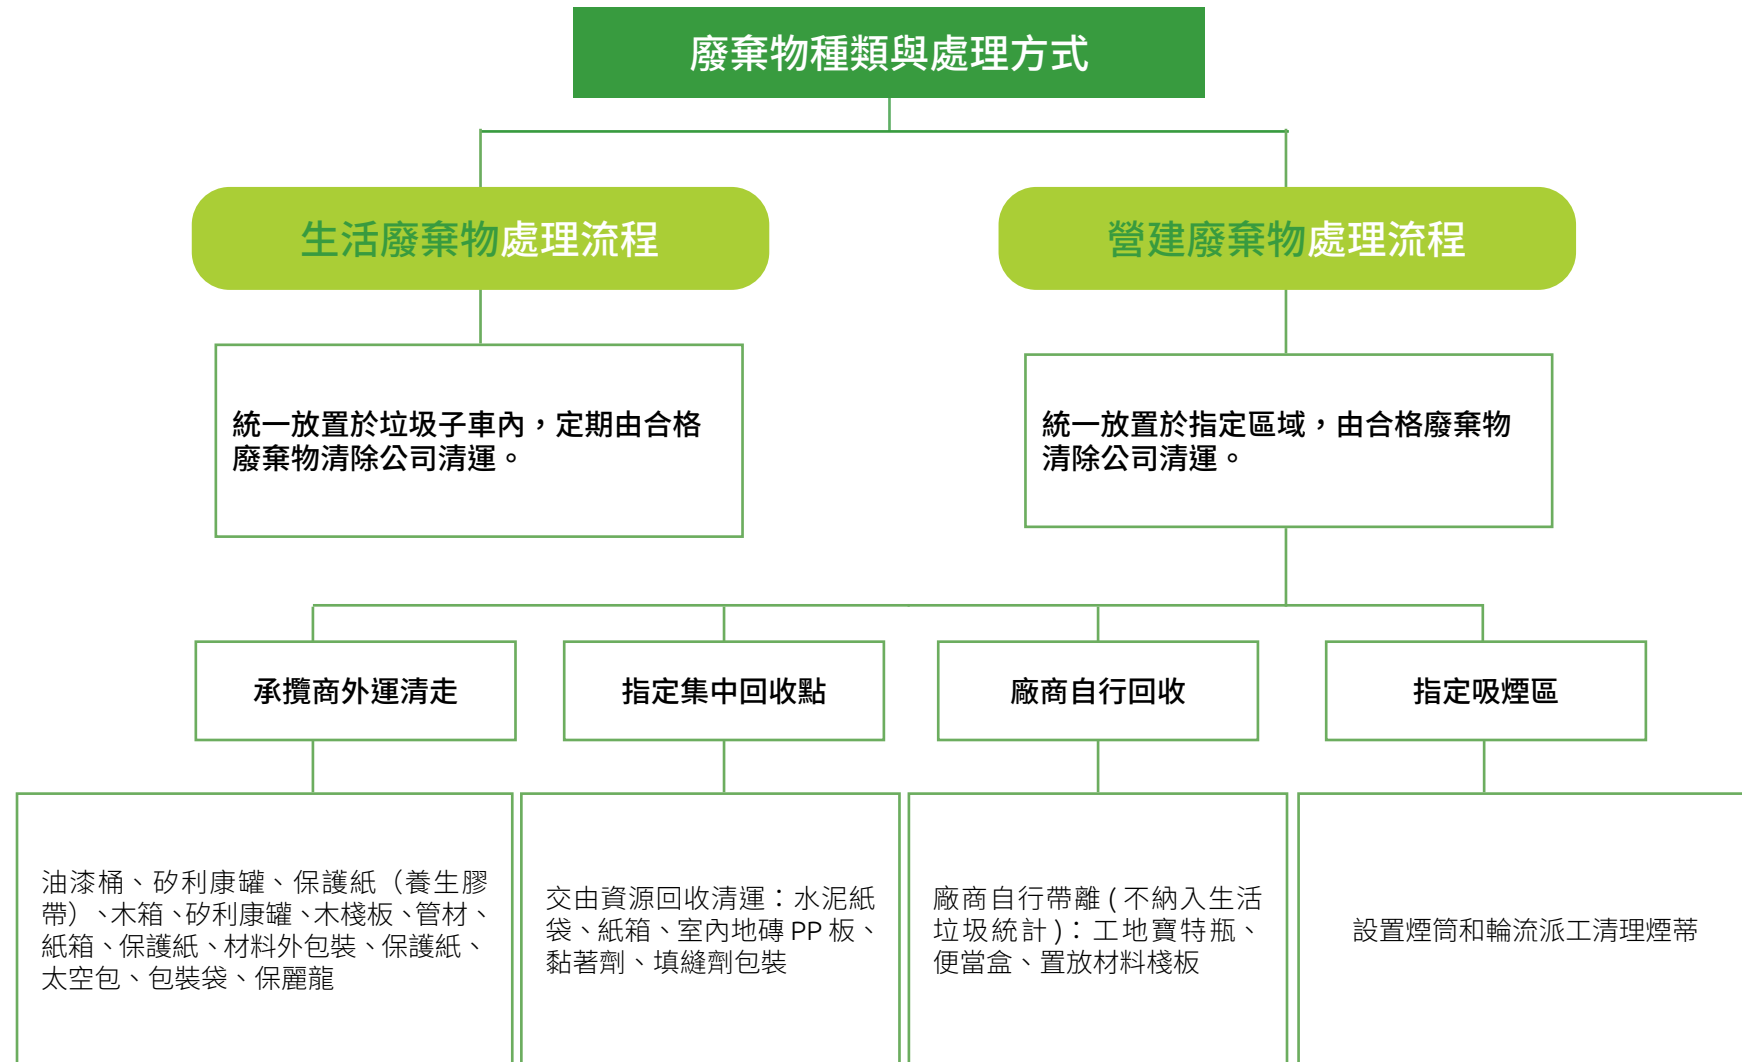 廢棄物種類與處理方式
生活廢棄物處理流程
營建廢棄物處理流程
統一放置於垃圾子車內，定期由合格
廢棄物清除公司清運。
統一放置於指定區域，由合格廢棄物
清除公司清運。
承攬商外運清走
指定集中回收點
廠商自行回收
指定吸煙區
油漆桶、矽利康罐、保護紙（養生膠
帶）、木箱、矽利康罐、木棧板、管材、
紙箱、保護紙、材料外包裝、保護紙、
太空包、包裝袋、保麗龍
交由資源回收清運：水泥紙
袋、紙箱、室內地磚 PP 板、
黏著劑、填縫劑包裝
廠商自行帶離 ( 不納入生活
垃圾統計 )：工地寶特瓶、
便當盒、置放材料棧板
設置煙筒和輪流派工清理煙蒂